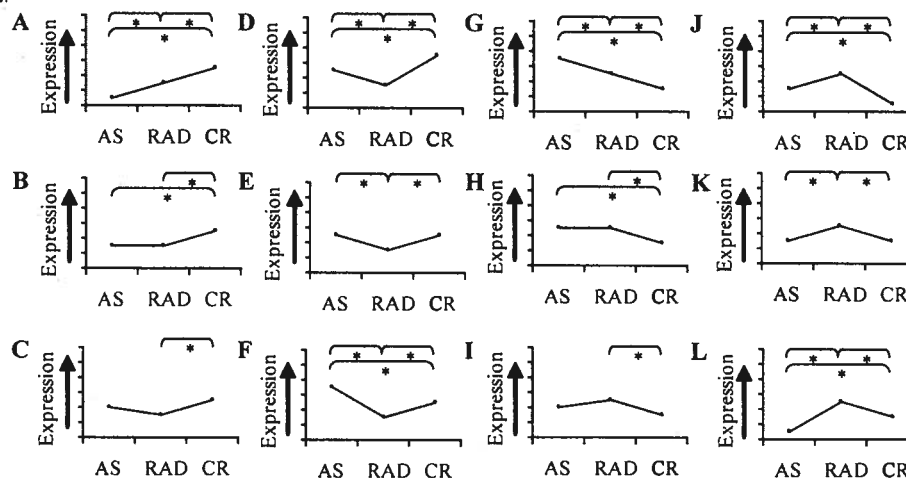 A Expression * * * AS RAD CR
D Expression * * * AS RAD CR
G Expression * * * AS RAD CR
J Expression * * * AS RAD CR
B Expression * * AS RAD CR
E Expression * * AS RAD CR
H Expression * * AS RAD CR
K Expression * * AS RAD CR
C Expression * AS RAD CR
F Expression * * * AS RAD CR
I Expression * AS RAD CR
L Expression * * * AS RAD CR